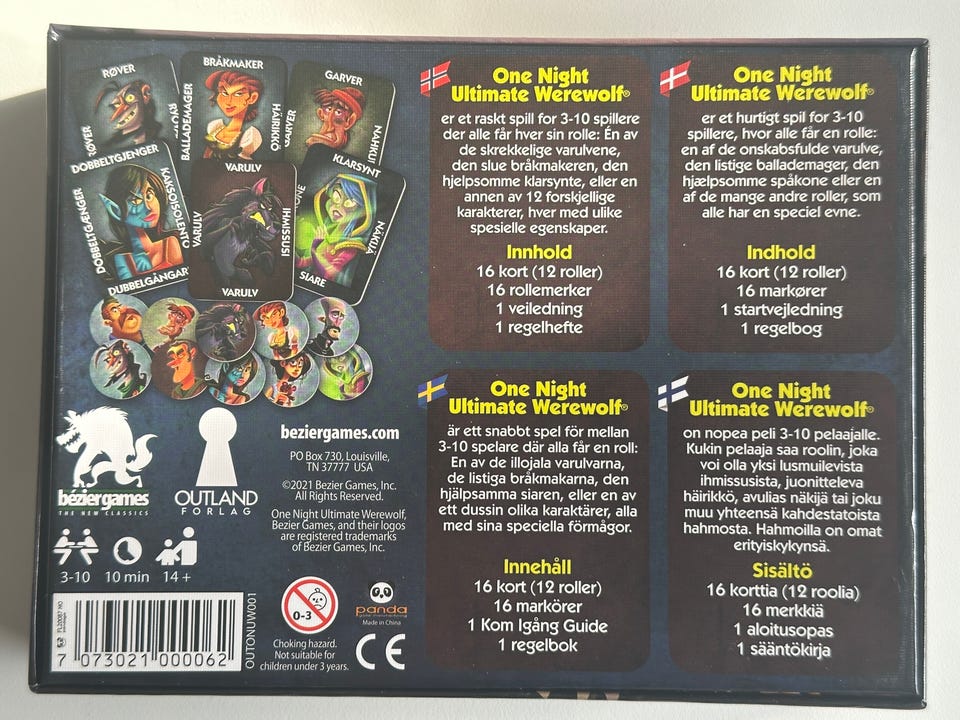 RØVER
RØVER
RYÖVÄRI
BRÅKMAKER
BALLADEMAGER
HÄIRIKKÖ
GARVER
GARVER
NAHKURI
DOBBELTGJENGER
DOBBELTGÆNGER
KAKSOISOLENTO
DUBBELGÅNGARE
VARULV
VARULV
IHMISSUSI
VARULV
KLARSYNT
NÄKIJÄ
SIARE
One Night
Ultimate Werewolf®
er et raskt spill for 3-10 spillere
der alle får hver sin rolle: Én av
de skrekkelige varulvene,
den slue bråkmakeren, den
hjelpsomme klarsynte, eller en
annen av 12 forskjellige
karakterer, hver med ulike
spesielle egenskaper.
Innhold
16 kort (12 roller)
16 rollemerker
1 veiledning
1 regelhefte
One Night
Ultimate Werewolf®
er et hurtigt spil for 3-10
spillere, hvor alle får en rolle:
en af de onskabsfulde varulve,
den listige ballademager, den
hjælpsomme spåkone eller en
af de mange andre roller, som
alle har en speciel evne.
Indhold
16 kort (12 roller)
16 markører
1 startvejledning
1 regelbog
One Night
Ultimate Werewolf®
är ett snabbt spel för mellan
3-10 spelare där alla får en roll:
En av de illojala varulvarna,
de listiga bråkmakarna, den
hjälpsamma siaren, eller en av
ett dussin olika karaktärer, alla
med sina speciella förmågor.
Innehåll
16 kort (12 roller)
16 markörer
1 Kom Igång Guide
1 regelbok
One Night
Ultimate Werewolf®
on nopea peli 3-10 pelaajalle.
Kukin pelaaja saa roolin, joka
voi olla yksi lusmuilevista
ihmissusista, juonitteleva
häirikkö, avulias näkijä tai joku
muu yhteensä kahdestatoista
hahmosta. Hahmoilla on omat
erityiskykynsä.
Sisältö
16 korttia (12 roolia)
16 merkkiä
1 aloitusopas
1 sääntökirja
béziergames
THE NEW CLASSICS
OUTLAND
FORLAG
beziergames.com
PO Box 730, Louisville,
TN 37777 USA
©2021 Bezier Games, Inc.
All Rights Reserved.
One Night Ultimate Werewolf,
Bezier Games, and their logos
are registered trademarks
of Bezier Games, Inc.
3-10
10 min
14 +
7 073021 000062
OUTONUW001
0-3
Choking hazard.
Not suitable for
children under 3 years.
panda
Made in China
CE